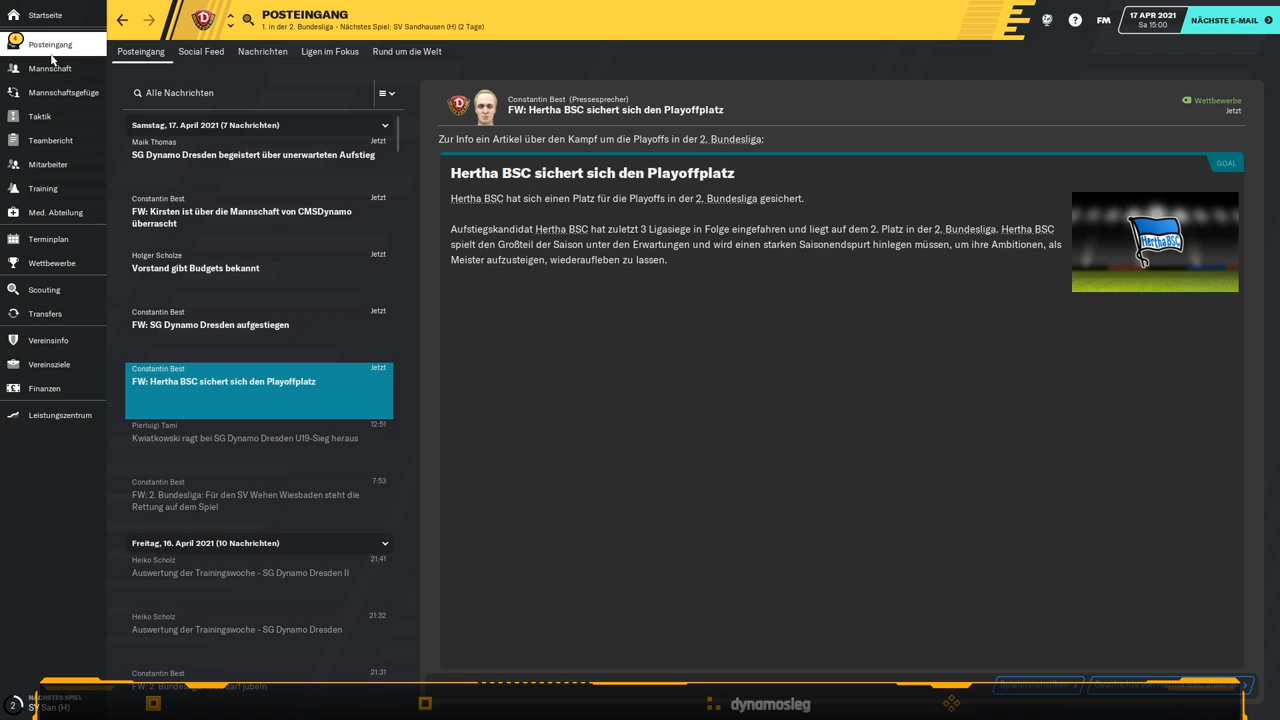 Startseite
Posteingang
4
Mannschaft
Mannschaftsgefüge
Taktik
Teambericht
Mitarbeiter
Training
Med. Abteilung
Terminplan
Wettbewerbe
Scouting
Transfers
Vereinsinfo
Vereinsziele
Finanzen
Leistungszentrum
2
NÄCHSTES SPIEL
SV San (H)
POSTEINGANG
1. in der 2. Bundesliga - Nächstes Spiel: SV Sandhausen (H) (2 Tage)
FM
17 APR 2021
Sa 15:00
NÄCHSTE E-MAIL
Posteingang Social Feed Nachrichten Ligen im Fokus Rund um die Welt
Alle Nachrichten
Samstag, 17. April 2021 (7 Nachrichten)
Maik Thomas Jetzt
SG Dynamo Dresden begeistert über unerwarteten Aufstieg
Constantin Best Jetzt
FW: Kirsten ist über die Mannschaft von CMSDynamo
überrascht
Holger Scholze Jetzt
Vorstand gibt Budgets bekannt
Constantin Best Jetzt
FW: SG Dynamo Dresden aufgestiegen
Constantin Best Jetzt
FW: Hertha BSC sichert sich den Playoffplatz
Pierluigi Tami 12:51
Kwiatkowski ragt bei SG Dynamo Dresden U19-Sieg heraus
Constantin Best 7:53
FW: 2. Bundesliga: Für den SV Wehen Wiesbaden steht die
Rettung auf dem Spiel
Freitag, 16. April 2021 (10 Nachrichten)
Heiko Scholz 21:41
Auswertung der Trainingswoche - SG Dynamo Dresden II
Heiko Scholz 21:32
Auswertung der Trainingswoche - SG Dynamo Dresden
Constantin Best 21:31
FW: 2. Bundesliga darf jubeln
Constantin Best (Pressesprecher)
FW: Hertha BSC sichert sich den Playoffplatz
Wettbewerbe
Jetzt
Zur Info ein Artikel über den Kampf um die Playoffs in der 2. Bundesliga:
GOAL
Hertha BSC sichert sich den Playoffplatz
Hertha BSC hat sich einen Platz für die Playoffs in der 2. Bundesliga gesichert.
Aufstiegskandidat Hertha BSC hat zuletzt 3 Ligasiege in Folge eingefahren und liegt auf dem 2. Platz in der 2. Bundesliga. Hertha BSC
spielt den Großteil der Saison unter den Erwartungen und wird einen starken Saisonendspurt hinlegen müssen, um ihre Ambitionen, als
Meister aufzusteigen, wiederaufleben zu lassen.
Hertha BSC
Spielerstatistiken
dynamosleg